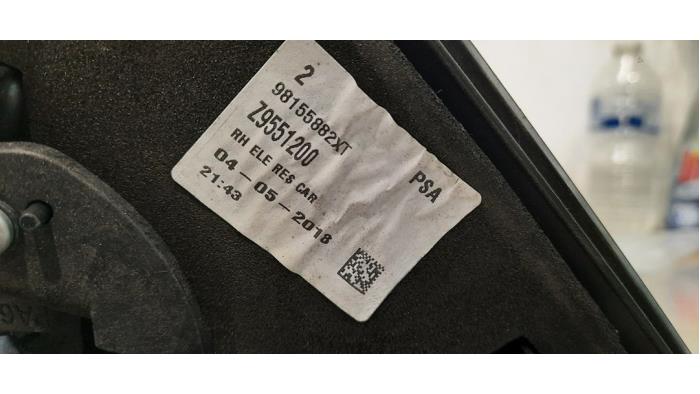 2
98155882XT
Z9551200
PSA
RH ELE RES CAR
04-05-2018
21:43